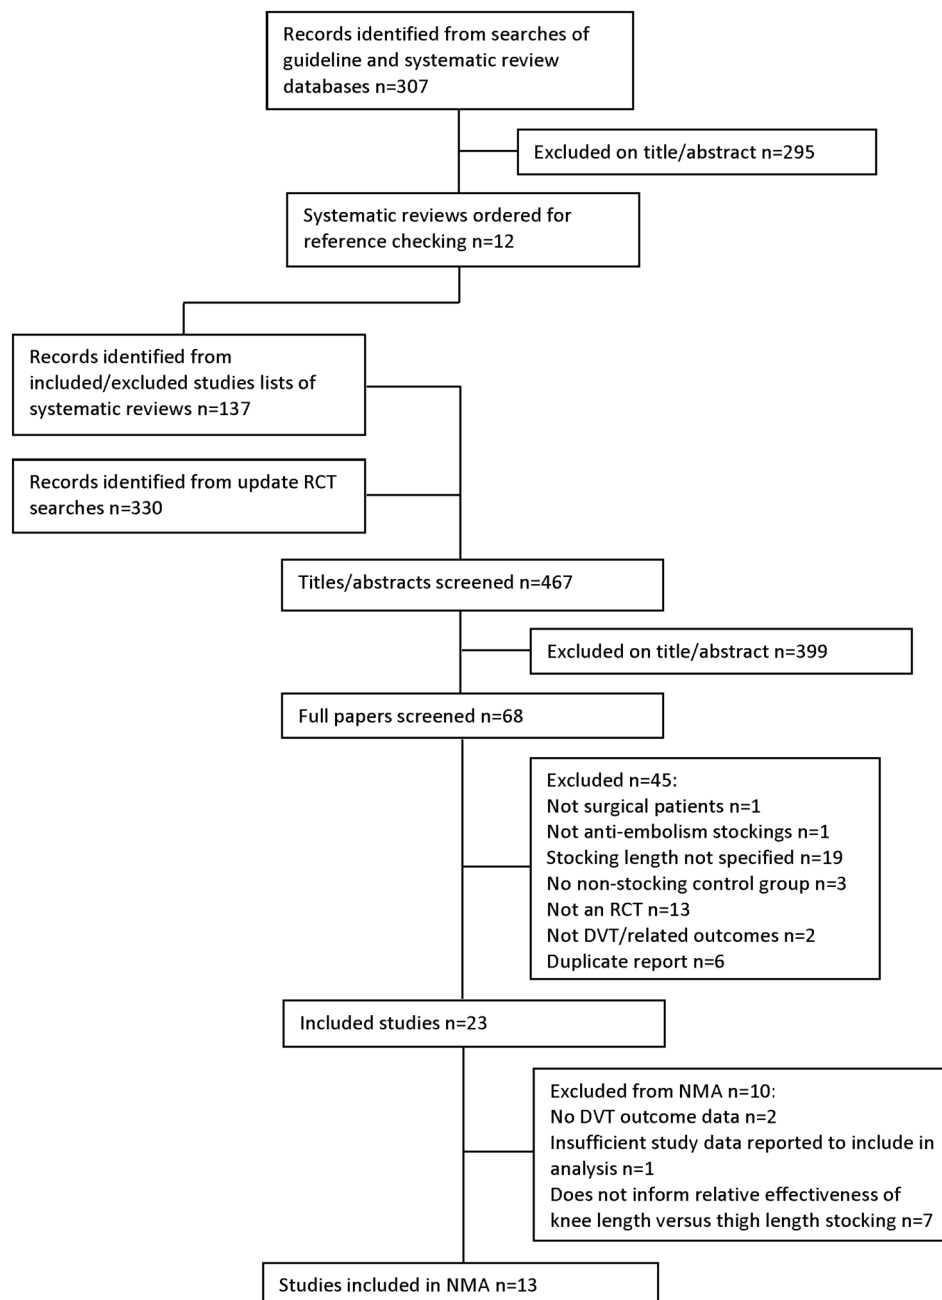 Records identified from searches of
guideline and systematic review
databases n=307
Excluded on title/abstract n=295
Systematic reviews ordered for
reference checking n=12
Records identified from
included/excluded studies lists of
systematic reviews n=137
Records identified from update RCT
searches n=330
Titles/abstracts screened n=467
Excluded on title/abstract n=399
Full papers screened n=68
Excluded n=45:
Not surgical patients n=1
Not anti-embolism stockings n=1
Stocking length not specified n=19
No non-stocking control group n=3
Not an RCT n=13
Not DVT/related outcomes n=2
Duplicate report n=6
Included studies n=23
Excluded from NMA n=10:
No DVT outcome data n=2
Insufficient study data reported to include in
analysis n=1
Does not inform relative effectiveness of
knee length versus thigh length stocking n=7
Studies included in NMA n=13